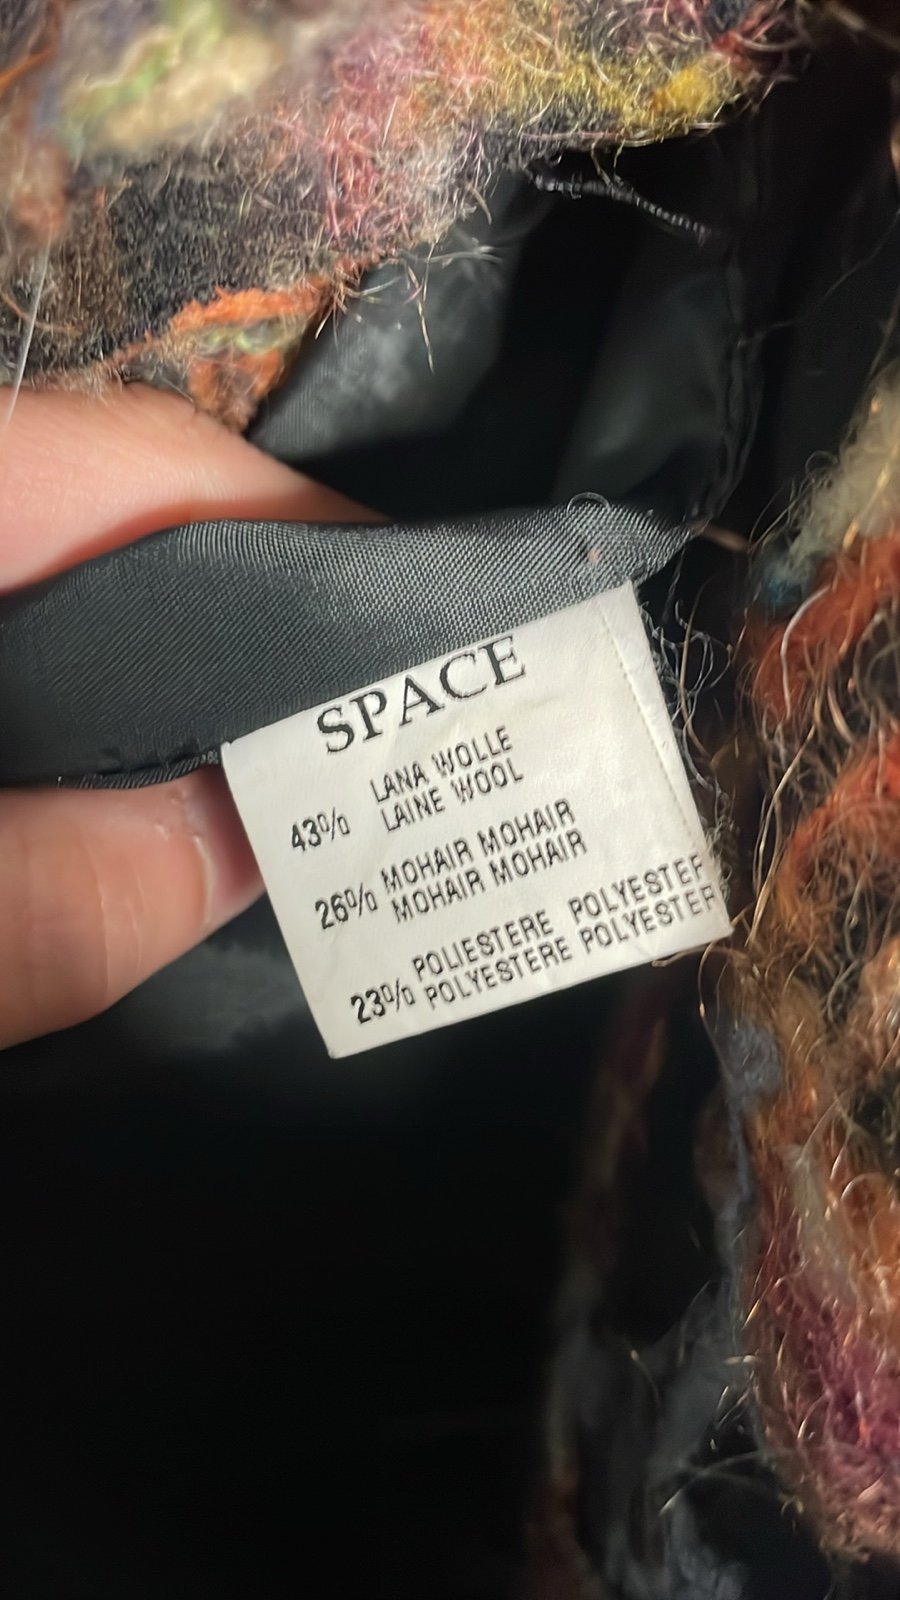 SPACE
LANA WOLLE
43% LAINE WOOL
MOHAIR MOHAIR
26% MOHAIR MOHAIR
POLIESTERE POLYESTER
23% POLYESTERE POLYESTER